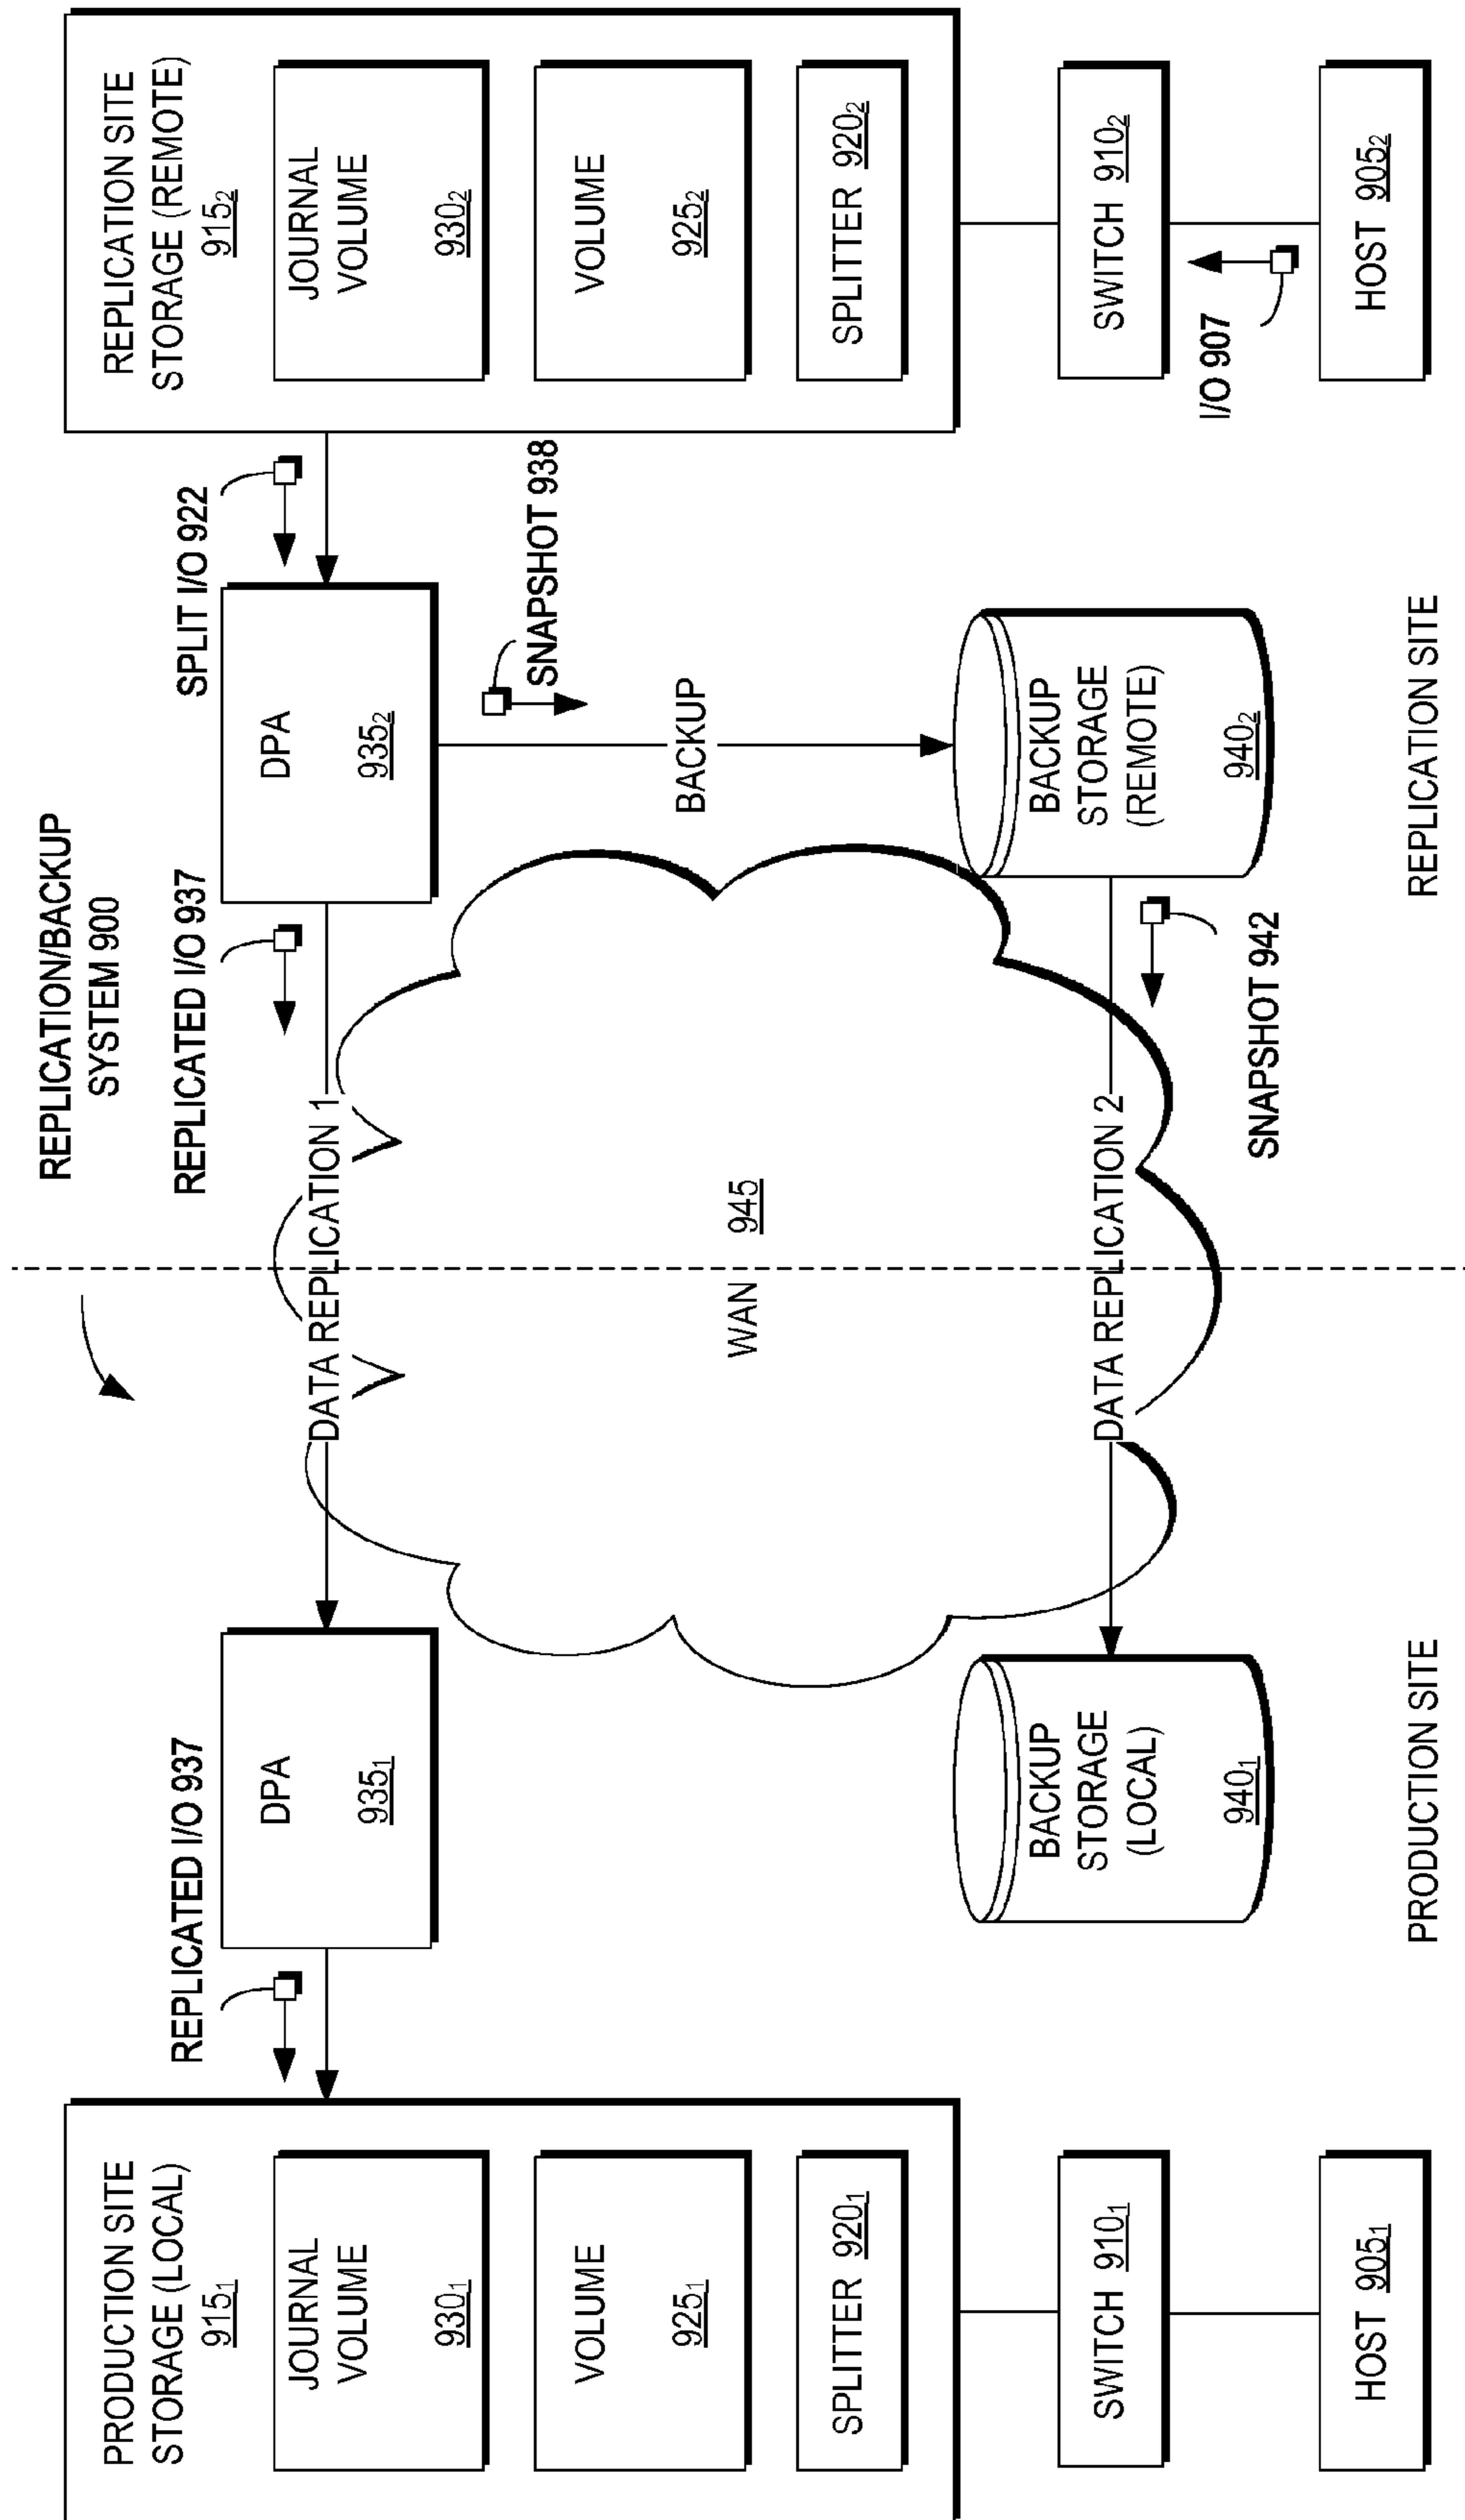 REPLICATION/BACKUP
SYSTEM 900
PRODUCTION SITE
STORAGE (LOCAL)
915₁
JOURNAL
VOLUME
930₁
VOLUME
925₁
SPLITTER 920₁
SWITCH 910₁
HOST 905₁
REPLICATED I/O 937
DPA
935₁
BACKUP
STORAGE
(LOCAL)
940₁
PRODUCTION SITE
DATA REPLICATION 1
WAN 945
DATA REPLICATION 2
REPLICATED I/O 937
DPA
935₂
SPLIT I/O 922
SNAPSHOT 938
BACKUP
BACKUP
STORAGE
(REMOTE)
940₂
SNAPSHOT 942
REPLICATION SITE
REPLICATION SITE
STORAGE (REMOTE)
915₂
JOURNAL
VOLUME
930₂
VOLUME
925₂
SPLITTER 920₂
SWITCH 910₂
I/O 907
HOST 905₂